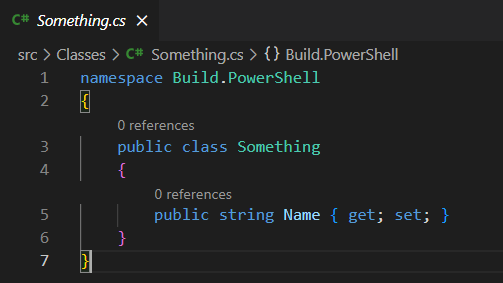 C# Something.cs ×
src > Classes > C# Something.cs > {} Build.PowerShell
1 namespace Build.PowerShell
2 {
0 references
3 public class Something
4 {
0 references
5 public string Name { get; set; }
6 }
7 }